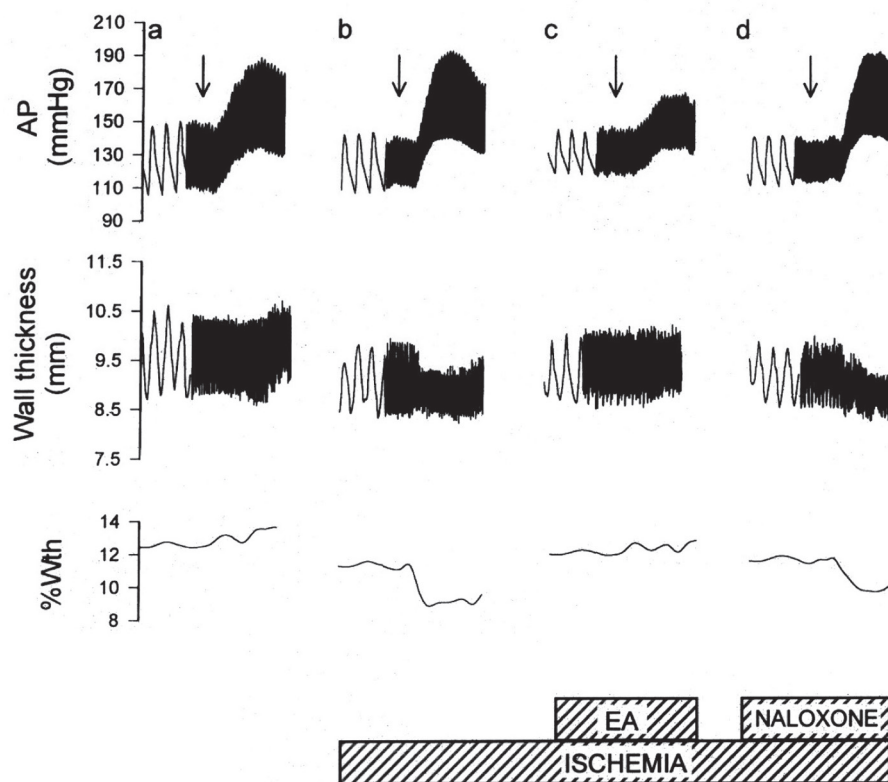 a b c d
210
190
170
150
130
110
90
AP
(mmHg)
11.5
10.5
9.5
8.5
7.5
Wall thickness
(mm)
14
12
10
8
%Wth
EA NALOXONE
ISCHEMIA